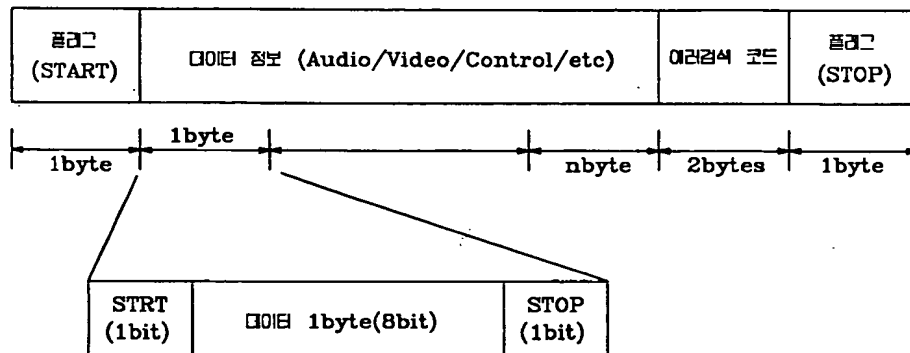 플래그
(START)
데이터 정보 (Audio/Video/Control/etc)
에러검색 코드
플래그
(STOP)
1byte
1byte
nbyte
2bytes
1byte
STRT
(1bit)
데이터 1byte(8bit)
STOP
(1bit)